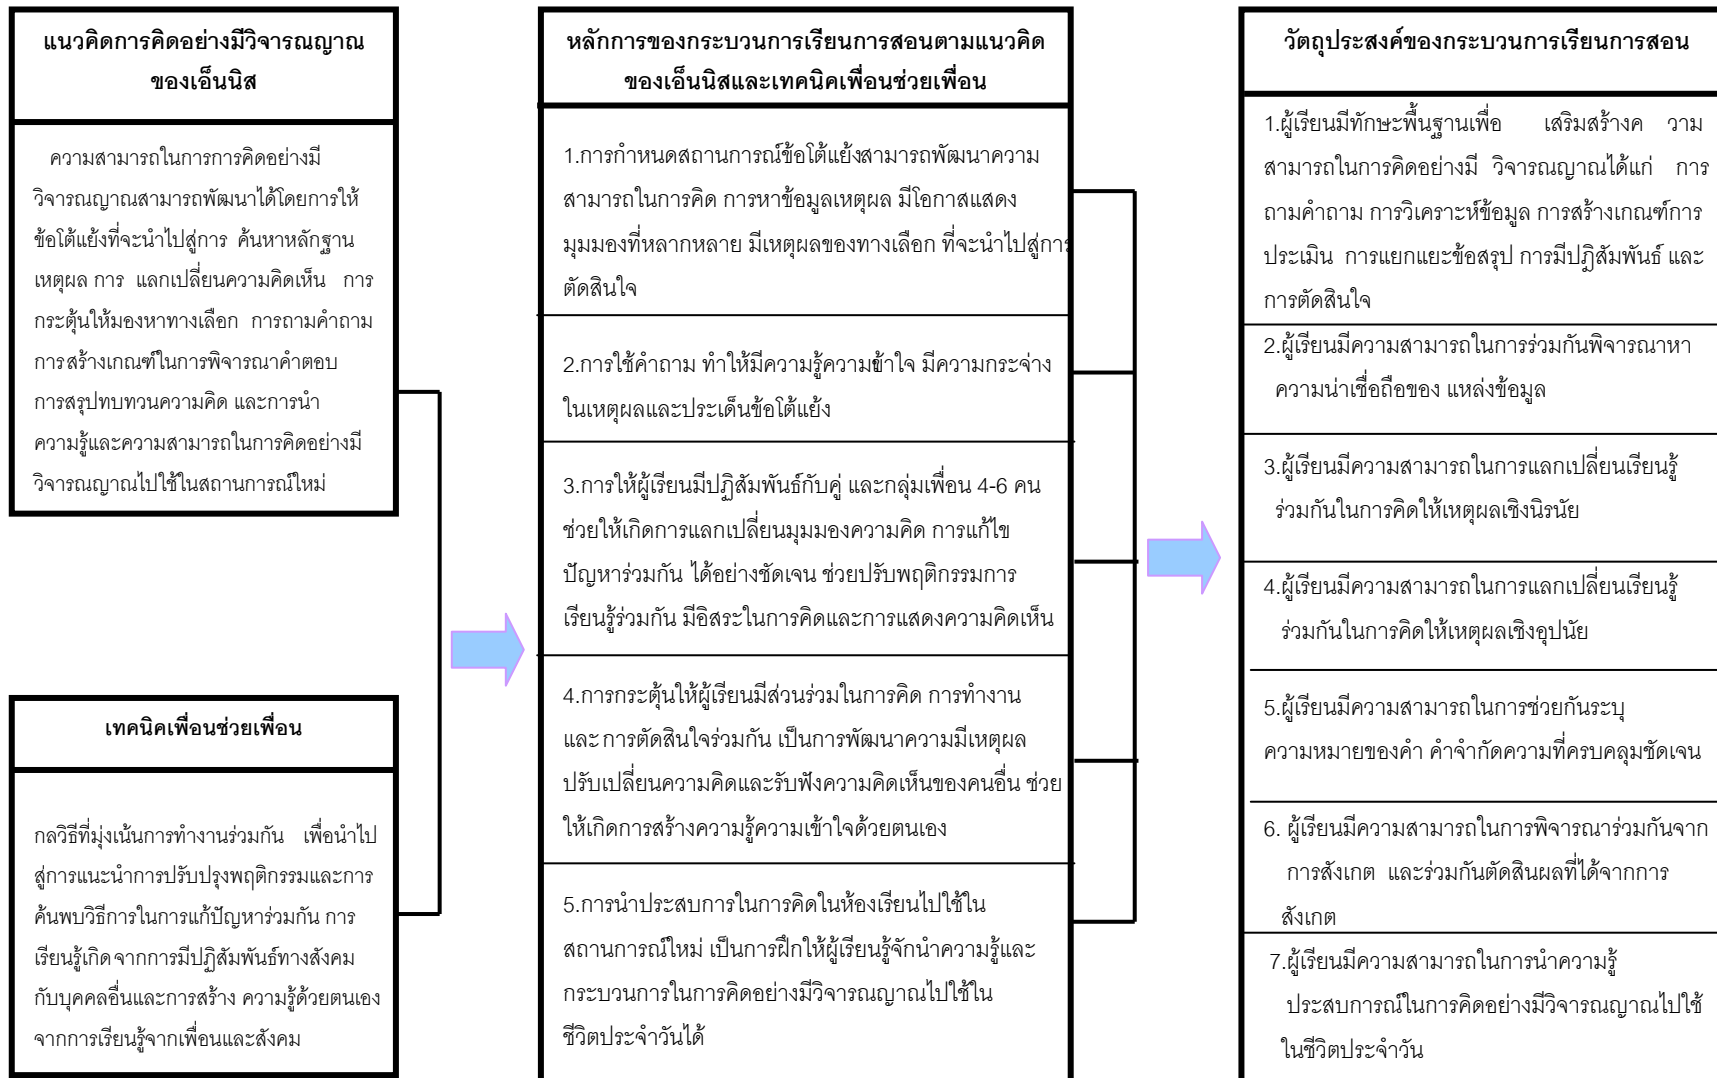 แนวคิดการคิดอย่างมีวิจารณญาณ
ของเอ็นนิส
ความสามารถในการการคิดอย่างมี
วิจารณญาณสามารถพัฒนาได้โดยการให้
ข้อโต้แย้งที่จะนำไปสู่การ ค้นหาหลักฐาน
เหตุผล การ แลกเปลี่ยนความคิดเห็น การ
กระตุ้นให้มองหาทางเลือก การถามคำถาม
การสร้างเกณฑ์ในการพิจารณาคำตอบ
การสรุปทบทวนความคิด และการนำ
ความรู้และความสามารถในการคิดอย่างมี
วิจารณญาณไปใช้ในสถานการณ์ใหม่
เทคนิคเพื่อนช่วยเพื่อน
กลวิธีที่มุ่งเน้นการทำงานร่วมกัน เพื่อนำไป
สู่การแนะนำการปรับปรุงพฤติกรรมและการ
ค้นพบวิธีการในการแก้ปัญหาร่วมกัน การ
เรียนรู้เกิด จากการมีปฏิสัมพันธ์ทางสังคม
กับบุคคลอื่นและการสร้าง ความรู้ด้วยตนเอง
จากการเรียนรู้จากเพื่อนและสังคม
หลักการของกระบวนการเรียนการสอนตามแนวคิด
ของเอ็นนิสและเทคนิคเพื่อนช่วยเพื่อน
1.การกำหนดสถานการณ์ข้อโต้แย้งสามารถพัฒนาความ
สามารถในการคิด การหาข้อมูลเหตุผล มีโอกาสแสดง
มุมมองที่หลากหลาย มีเหตุผลของทางเลือก ที่จะนำไปสู่การ
ตัดสินใจ
2.การใช้คำถาม ทำให้มีความรู้ความเข้าใจ มีความกระจ่าง
ในเหตุผลและประเด็นข้อโต้แย้ง
3.การให้ผู้เรียนมีปฏิสัมพันธ์กับคู่ และกลุ่มเพื่อน 4-6 คน
ช่วยให้เกิดการแลกเปลี่ยนมุมมองความคิด การแก้ไข
ปัญหาร่วมกัน ได้อย่างชัดเจน ช่วยปรับพฤติกรรมการ
เรียนรู้ร่วมกัน มีอิสระในการคิดและการแสดงความคิดเห็น
4.การกระตุ้นให้ผู้เรียนมีส่วนร่วมในการคิด การทำงาน
และ การตัดสินใจร่วมกัน เป็นการพัฒนาความมีเหตุผล
ปรับเปลี่ยนความคิดและรับฟังความคิดเห็นของคนอื่น ช่วย
ให้เกิดการสร้างความรู้ความเข้าใจด้วยตนเอง
5.การนำประสบการในการคิดในห้องเรียนไปใช้ใน
สถานการณ์ใหม่ เป็นการฝึกให้ผู้เรียนรู้จักนำความรู้และ
กระบวนการในการคิดอย่างมีวิจารณญาณไปใช้ใน
ชีวิตประจำวันได้
วัตถุประสงค์ของกระบวนการเรียนการสอน
1.ผู้เรียนมีทักษะพื้นฐานเพื่อ เสริมสร้างค วาม
สามารถในการคิดอย่างมี วิจารณญาณได้แก่ การ
ถามคำถาม การวิเคราะห์ข้อมูล การสร้างเกณฑ์การ
ประเมิน การแยกแยะข้อสรุป การมีปฏิสัมพันธ์ และ
การตัดสินใจ
2.ผู้เรียนมีความสามารถในการร่วมกันพิจารณาหา
ความน่าเชื่อถือของ แหล่งข้อมูล
3.ผู้เรียนมีความสามารถในการแลกเปลี่ยนเรียนรู้
ร่วมกันในการคิดให้เหตุผลเชิงนิรนัย
4.ผู้เรียนมีความสามารถในการแลกเปลี่ยนเรียนรู้
ร่วมกันในการคิดให้เหตุผลเชิงอุปนัย
5.ผู้เรียนมีความสามารถในการช่วยกันระบุ
ความหมายของคำ คำจำกัดความที่ครบคลุมชัดเจน
6. ผู้เรียนมีความสามารถในการพิจารณาร่วมกันจาก
การสังเกต และร่วมกันตัดสินผลที่ได้จากการ
สังเกต
7.ผู้เรียนมีความสามารถในการนำความรู้
ประสบการณ์ในการคิดอย่างมีวิจารณญาณไปใช้
ในชีวิตประจำวัน